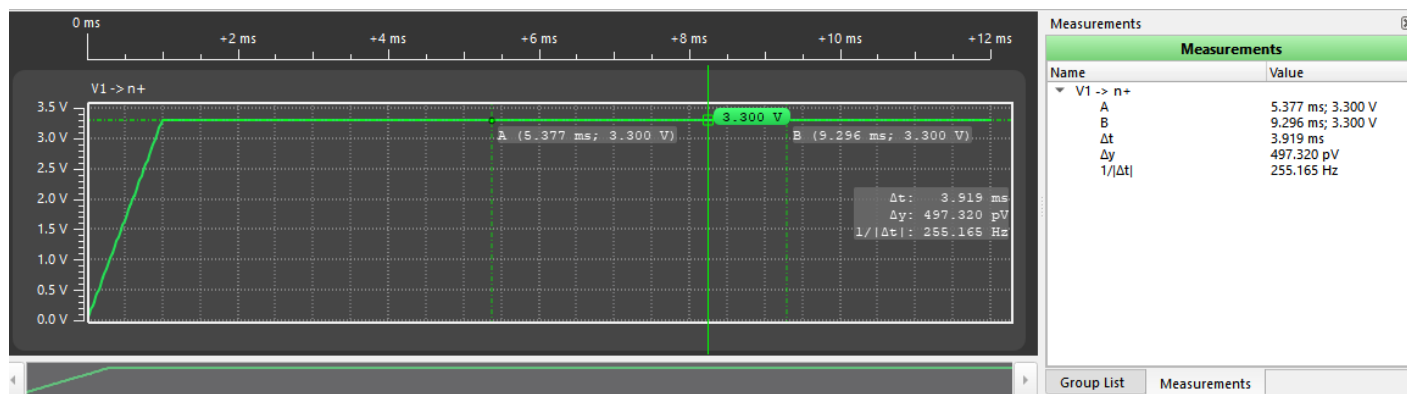 0 ms
+2 ms +4 ms +6 ms +8 ms +10 ms +12 ms
V1 -> n+
3.5 V
3.0 V
2.5 V
2.0 V
1.5 V
1.0 V
0.5 V
0.0 V
3.300 V
A (5.377 ms; 3.300 V)
B (9.296 ms; 3.300 V)
Δt: 3.919 ms
Δy: 497.320 pV
1/|Δt|: 255.165 Hz
Measurements
Measurements
Name Value
V1 -> n+
A 5.377 ms; 3.300 V
B 9.296 ms; 3.300 V
Δt 3.919 ms
Δy 497.320 pV
1/|Δt| 255.165 Hz
Group List Measurements